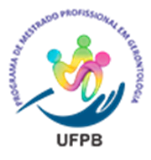 PROGRAMA DE MESTRADO PROFISSIONAL EM GERONTOLOGIA
UFPB